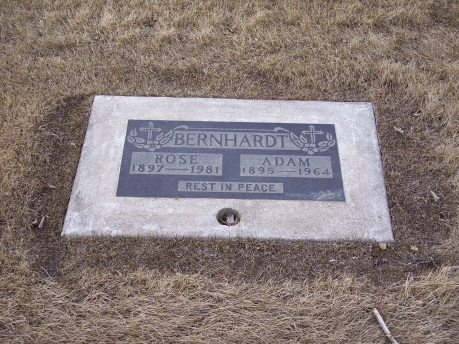 BERNHARDT
ROSE ADAM
1897—1981 1895—1964
REST IN PEACE